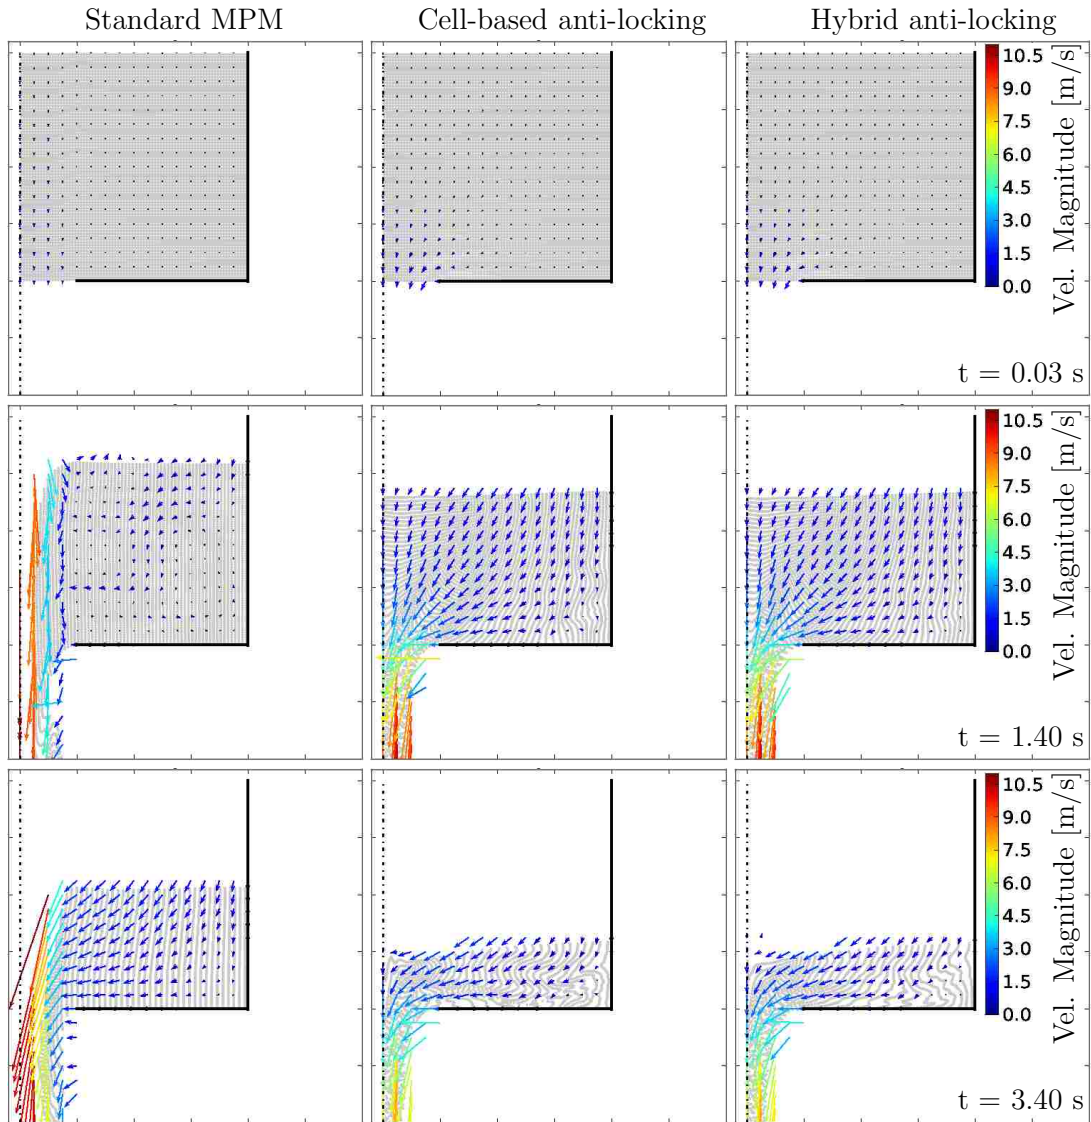 Standard MPM
Cell-based anti-locking
Hybrid anti-locking
10.5
9.0
7.5
6.0
4.5
3.0
1.5
0.0
Vel. Magnitude [m/s]
t = 0.03 s
10.5
9.0
7.5
6.0
4.5
3.0
1.5
0.0
Vel. Magnitude [m/s]
t = 1.40 s
10.5
9.0
7.5
6.0
4.5
3.0
1.5
0.0
Vel. Magnitude [m/s]
t = 3.40 s